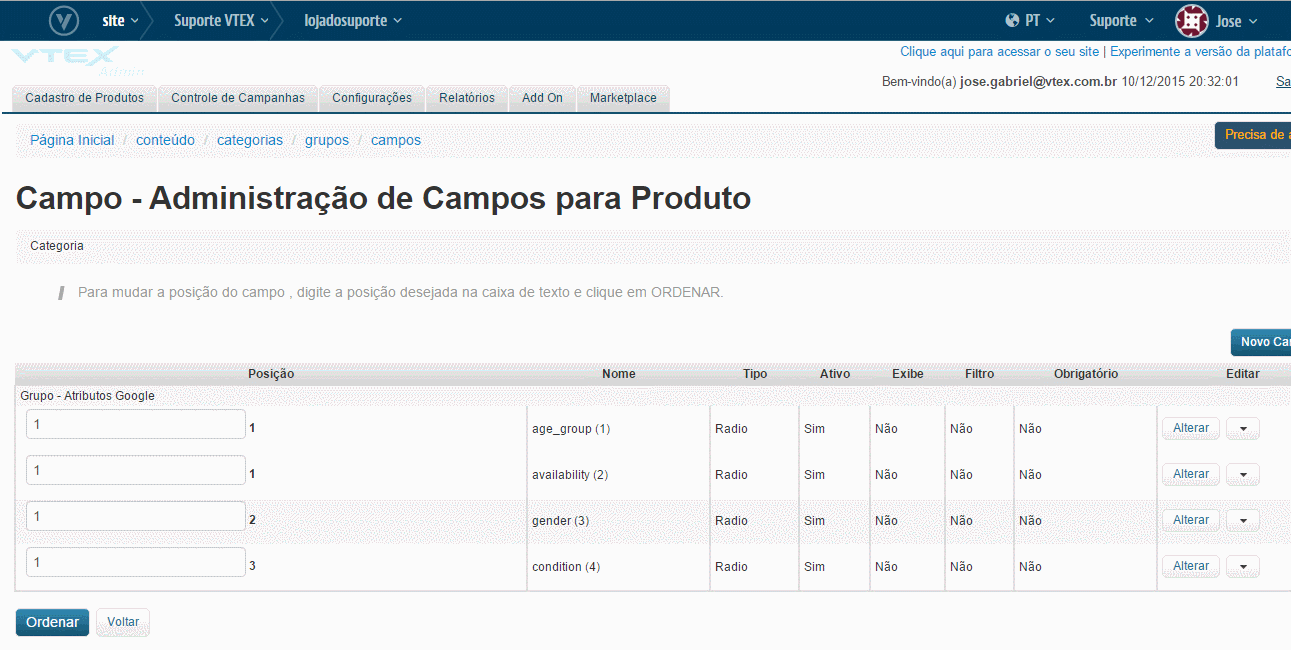 site Suporte VTEX lojadosuporte PT Suporte Jose
VTEX
Admin
Clique aqui para acessar o seu site | Experimente a versão da platafo
Bem-vindo(a) jose.gabriel@vtex.com.br 10/12/2015 20:32:01 Sa
Cadastro de Produtos Controle de Campanhas Configurações Relatórios Add On Marketplace
Página Inicial / conteúdo / categorias / grupos / campos
Precisa de a
Campo - Administração de Campos para Produto
Categoria
Para mudar a posição do campo , digite a posição desejada na caixa de texto e clique em ORDENAR.
Novo Ca
Posição Nome Tipo Ativo Exibe Filtro Obrigatório Editar
Grupo - Atributos Google
1 1 age_group (1) Radio Sim Não Não Não Alterar
1 1 availability (2) Radio Sim Não Não Não Alterar
1 2 gender (3) Radio Sim Não Não Não Alterar
1 3 condition (4) Radio Sim Não Não Não Alterar
Ordenar Voltar